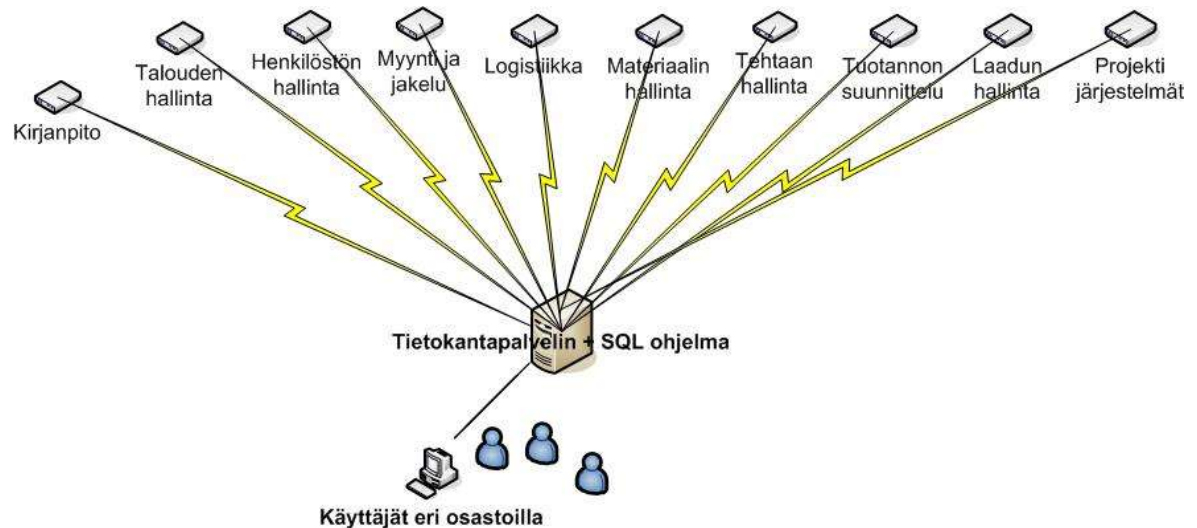 Kirjanpito
Talouden
hallinta
Henkilöstön
hallinta
Myynti ja
jakelu
Logistiikka
Materiaalin
hallinta
Tehtaan
hallinta
Tuotannon
suunnittelu
Laadun
hallinta
Projekti
järjestelmät
Tietokantapalvelin + SQL ohjelma
Käyttäjät eri osastoilla